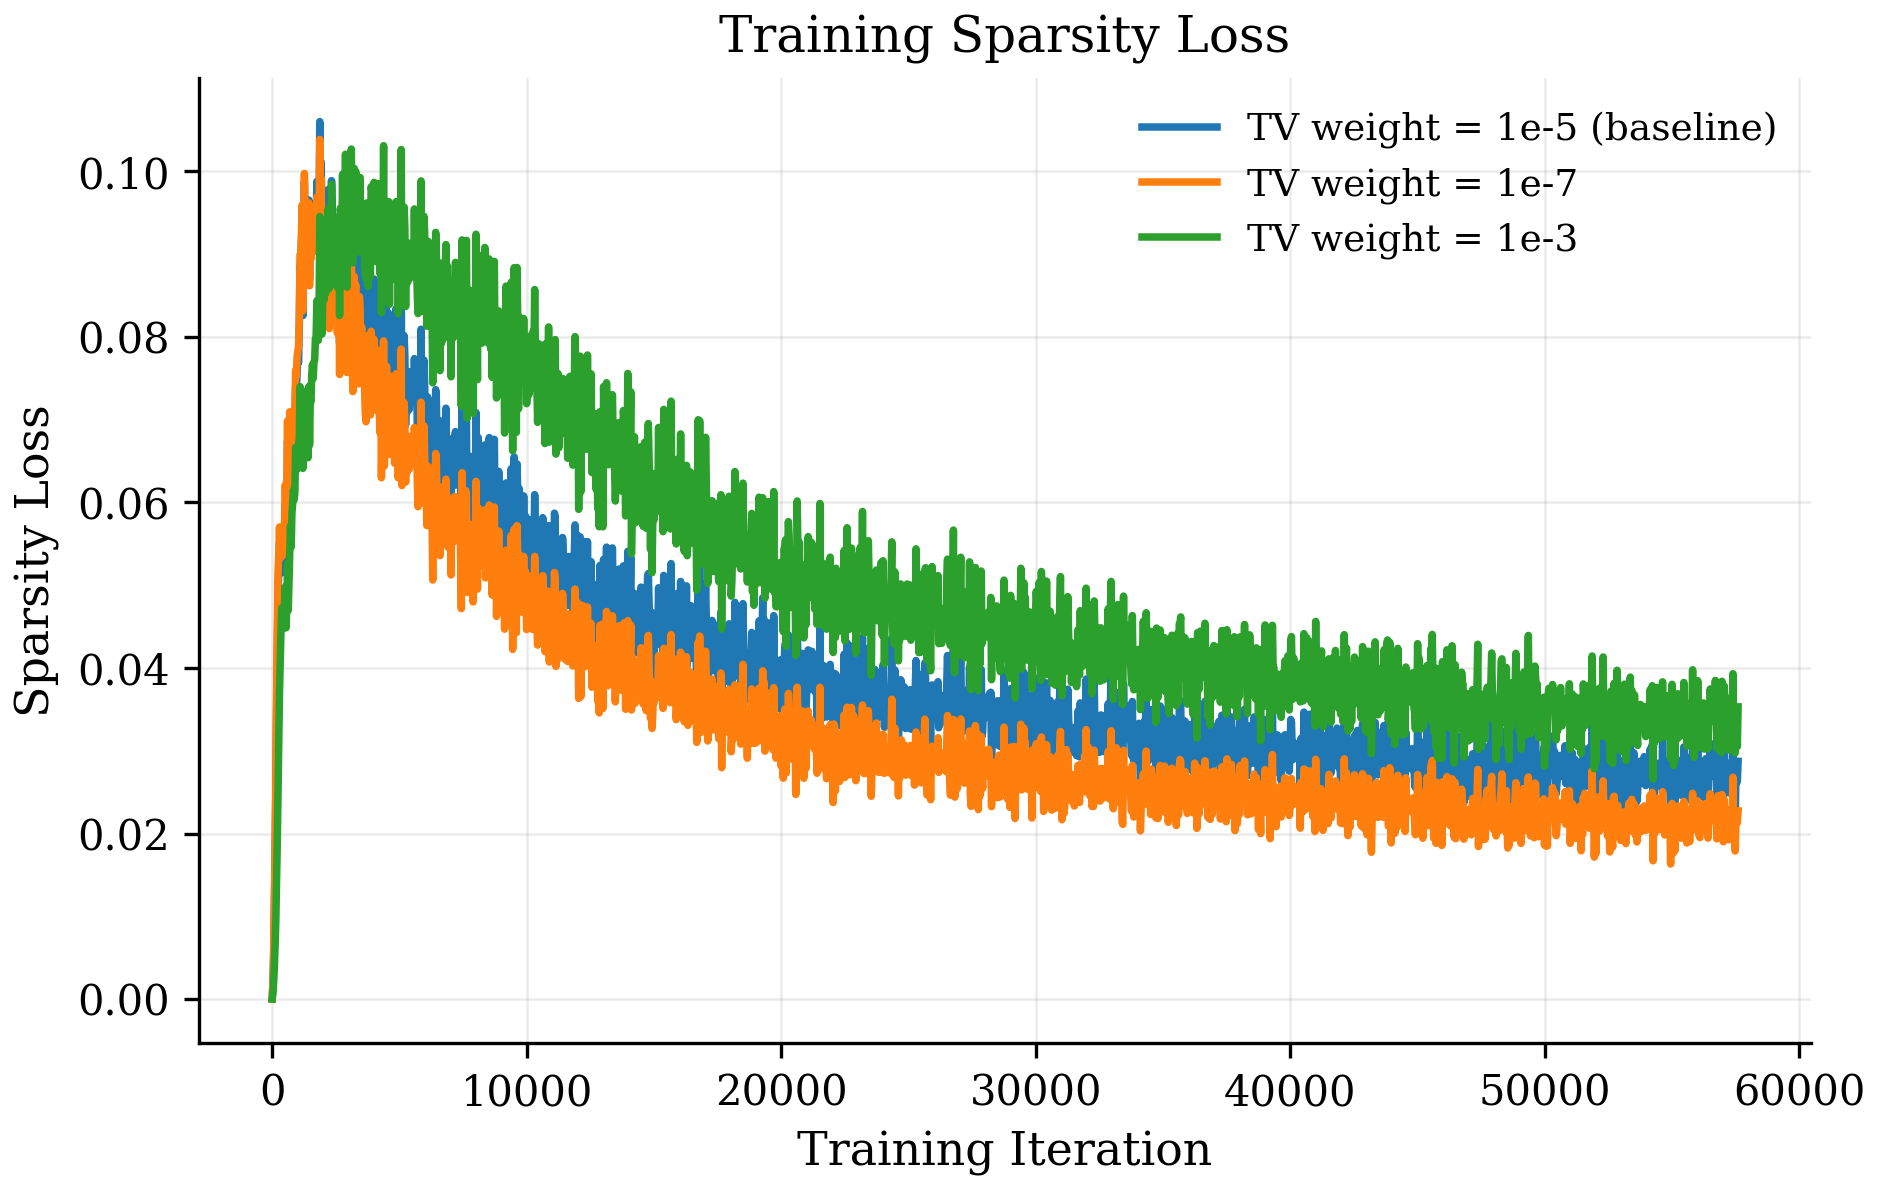 Training Sparsity Loss
TV weight = 1e-5 (baseline)
TV weight = 1e-7
TV weight = 1e-3
Sparsity Loss
0.10
0.08
0.06
0.04
0.02
0.00
0 10000 20000 30000 40000 50000 60000
Training Iteration